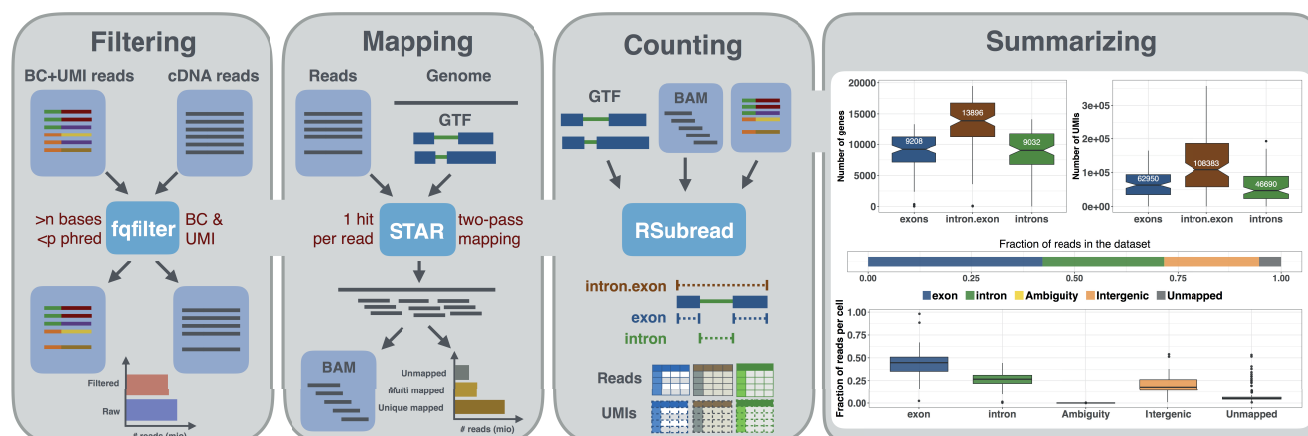 Filtering
BC+UMI reads
cDNA reads
>n bases
<p phred
fqfilter
BC &
UMI
Filtered
Raw
# reads (mio)
Mapping
Reads
Genome
GTF
1 hit
per read
STAR
two-pass
mapping
BAM
Unmapped
Multi mapped
Unique mapped
# reads (mio)
Counting
GTF
BAM
RSubread
intron.exon
exon
intron
Reads
UMIs
Summarizing
Number of genes
20000
15000
10000
5000
0
9208
13896
9032
exons
intron.exon
introns
Number of UMIs
3e+05
2e+05
1e+05
0e+00
62950
108383
46690
exons
intron.exon
introns
Fraction of reads in the dataset
0.00
0.25
0.50
0.75
1.00
exon
intron
Ambiguity
Intergenic
Unmapped
Fraction of reads per cell
1.00
0.75
0.50
0.25
0.00
exon
intron
Ambiguity
Itergenic
Unmapped